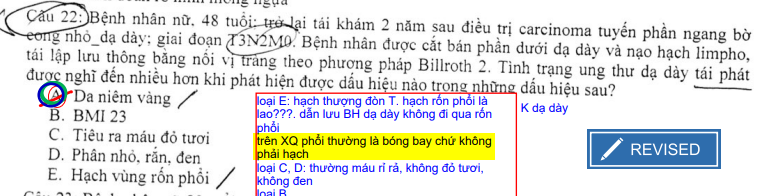 Câu 22: Bệnh nhân nữ, 48 tuổi; trở lại tái khám 2 năm sau điều trị carcinoma tuyến phần ngang bờ
cong nhỏ dạ dày; giai đoạn T3N2M0. Bệnh nhân được cắt bán phần dưới dạ dày và nạo hạch limpho,
tái lập lưu thông bằng nối vị tràng theo phương pháp Billroth 2. Tình trạng ung thư dạ dày tái phát
được nghĩ đến nhiều hơn khi phát hiện được dấu hiệu nào trong những dấu hiệu sau?
A. Da niêm vàng
B. BMI 23
C. Tiêu ra máu đỏ tươi
D. Phân nhỏ, rắn, đen
E. Hạch vùng rốn phổi
loại E: hạch thượng đòn T. hạch rốn phổi là
lao???. dẫn lưu BH dạ dày không đi qua rốn
phổi
trên XQ phổi thường là bóng bay chứ không
phải hạch
loại C, D: thường máu rỉ rả, không đỏ tươi,
không đen
loại B
K dạ dày
REVISED